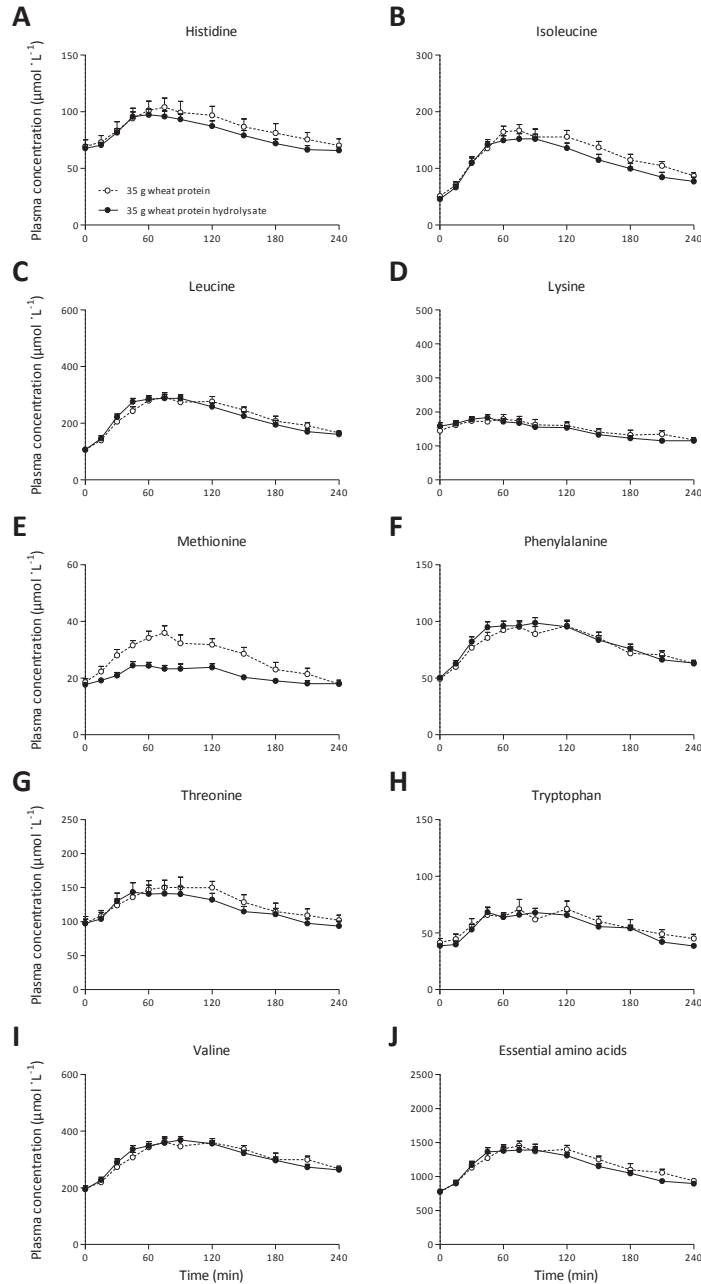 A
Histidine
Plasma concentration (μmol˙L⁻¹)
150
100
50
0
35 g wheat protein
35 g wheat protein hydrolysate
0 60 120 180 240
B
Isoleucine
300
200
100
0
0 60 120 180 240
C
Leucine
Plasma concentration (μmol˙L⁻¹)
600
400
200
0
0 60 120 180 240
D
Lysine
500
400
300
200
100
0
0 60 120 180 240
E
Methionine
Plasma concentration (μmol˙L⁻¹)
60
40
20
0
0 60 120 180 240
F
Phenylalanine
150
100
50
0
0 60 120 180 240
G
Threonine
Plasma concentration (μmol˙L⁻¹)
250
200
150
100
50
0
0 60 120 180 240
H
Tryptophan
150
100
50
0
0 60 120 180 240
I
Valine
Plasma concentration (μmol˙L⁻¹)
600
400
200
0
0 60 120 180 240
Time (min)
J
Essential amino acids
2500
2000
1500
1000
500
0
0 60 120 180 240
Time (min)